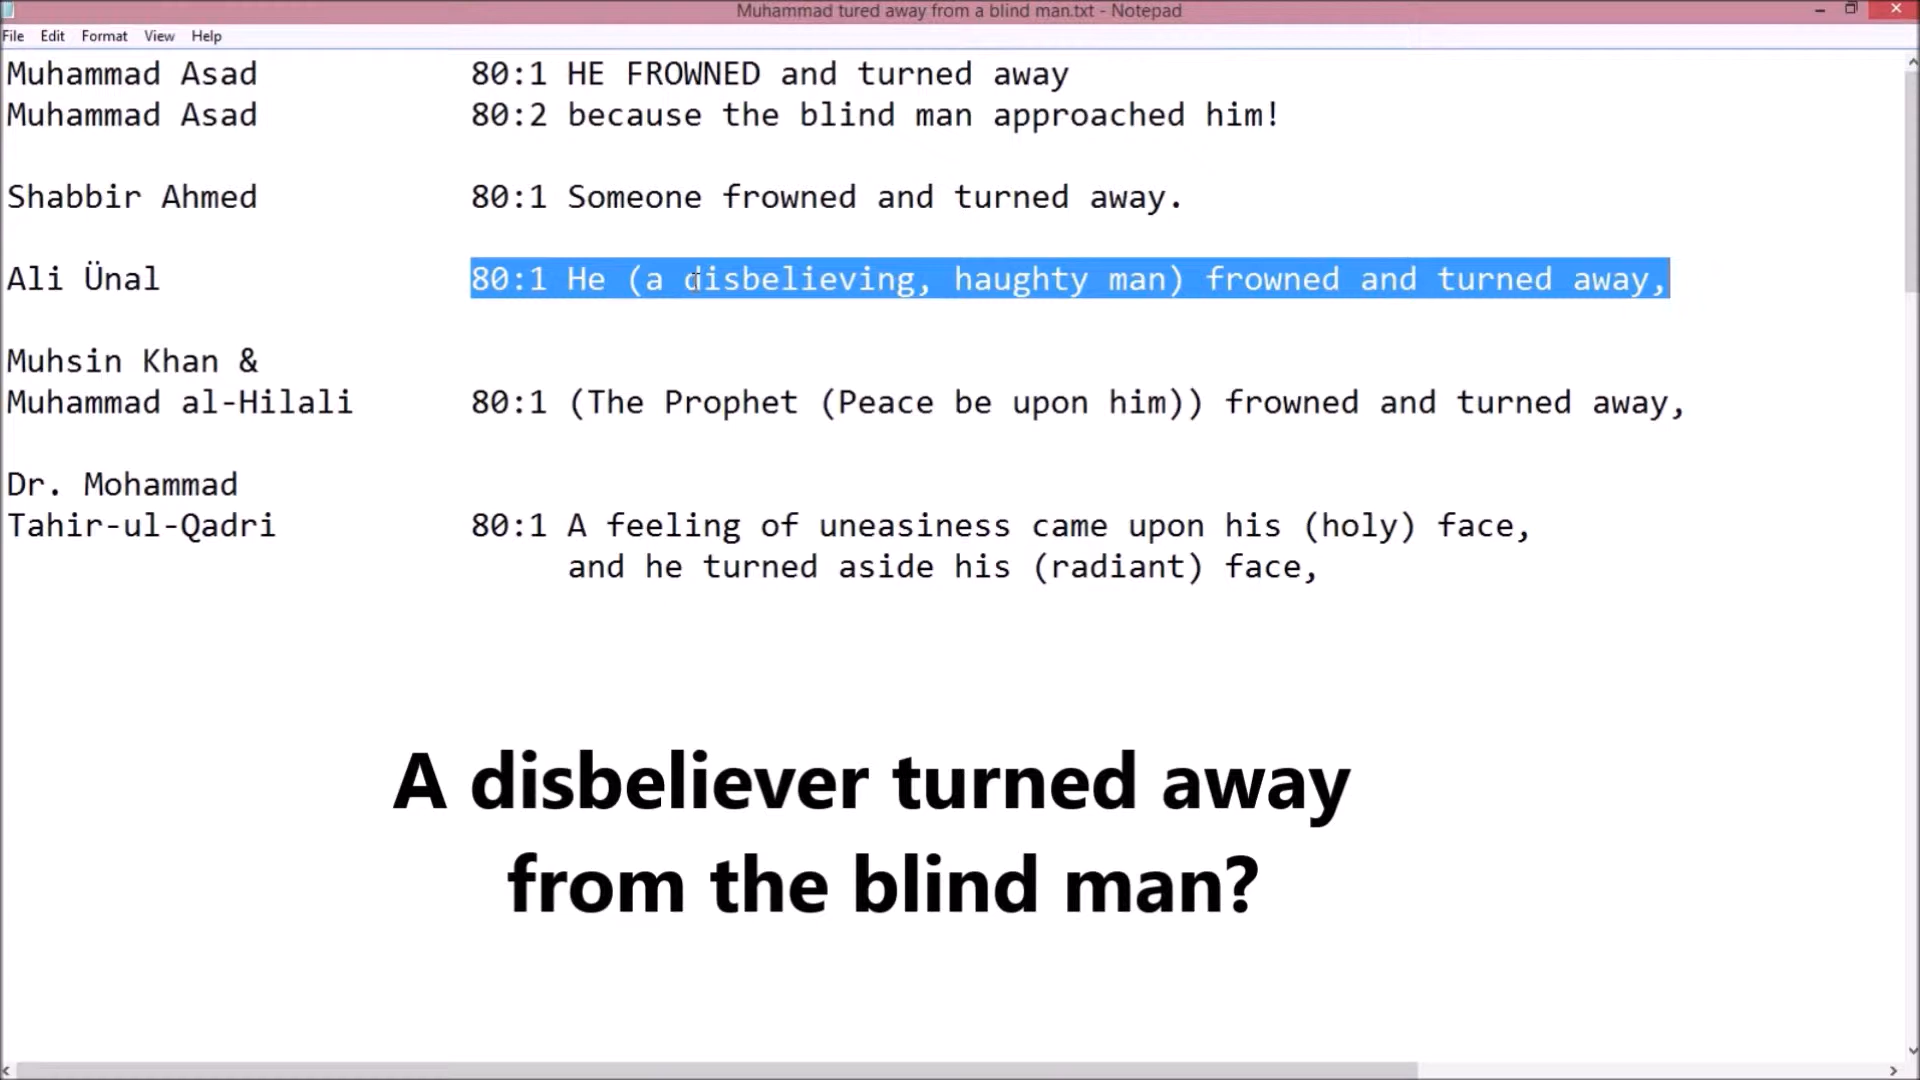 Muhammad tured away from a blind man.txt - Notepad
File Edit Format View Help
Muhammad Asad 80:1 HE FROWNED and turned away
Muhammad Asad 80:2 because the blind man approached him!
Shabbir Ahmed 80:1 Someone frowned and turned away.
Ali Ünal 80:1 He (a disbelieving, haughty man) frowned and turned away,
Muhsin Khan &
Muhammad al-Hilali 80:1 (The Prophet (Peace be upon him)) frowned and turned away,
Dr. Mohammad
Tahir-ul-Qadri 80:1 A feeling of uneasiness came upon his (holy) face,
and he turned aside his (radiant) face,
A disbeliever turned away
from the blind man?